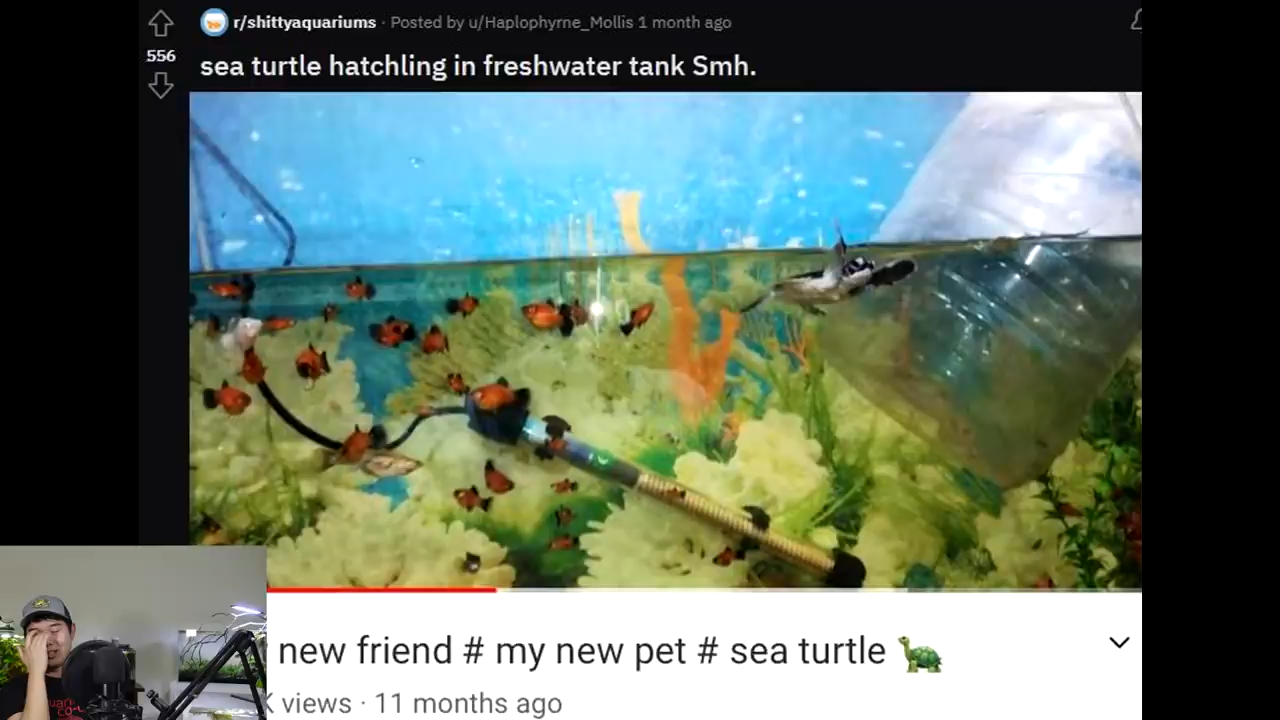 r/shittyaquariums · Posted by u/Haplophyrne_Mollis 1 month ago
556
sea turtle hatchling in freshwater tank Smh.
new friend # my new pet # sea turtle 🐢
K views · 11 months ago